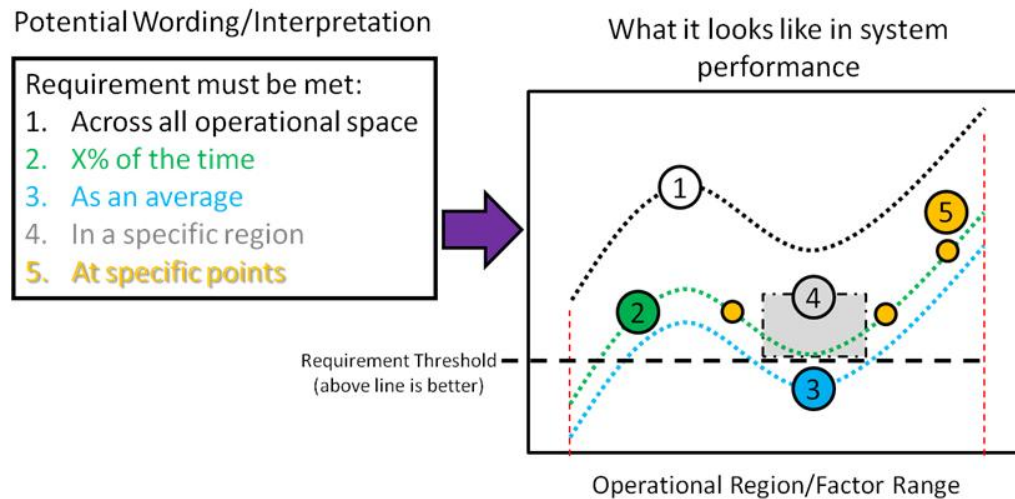 Potential Wording/Interpretation
Requirement must be met:
1. Across all operational space
2. X% of the time
3. As an average
4. In a specific region
5. At specific points
What it looks like in system
performance
1
5
4
2
3
Requirement Threshold
(above line is better)
Operational Region/Factor Range